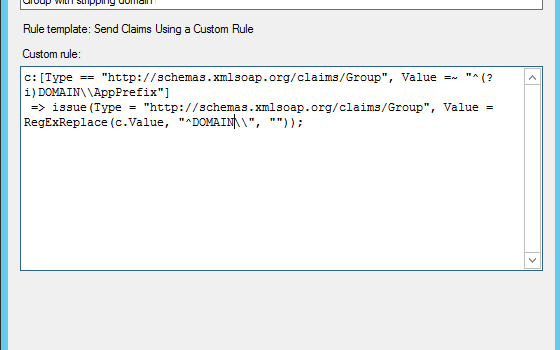 Group with stripping domain
Rule template: Send Claims Using a Custom Rule
Custom rule:
c:[Type == "http://schemas.xmlsoap.org/claims/Group", Value =~ "^(?
i)DOMAIN\\AppPrefix"]
=> issue(Type = "http://schemas.xmlsoap.org/claims/Group", Value =
RegExReplace(c.Value, "^DOMAIN\\", ""));